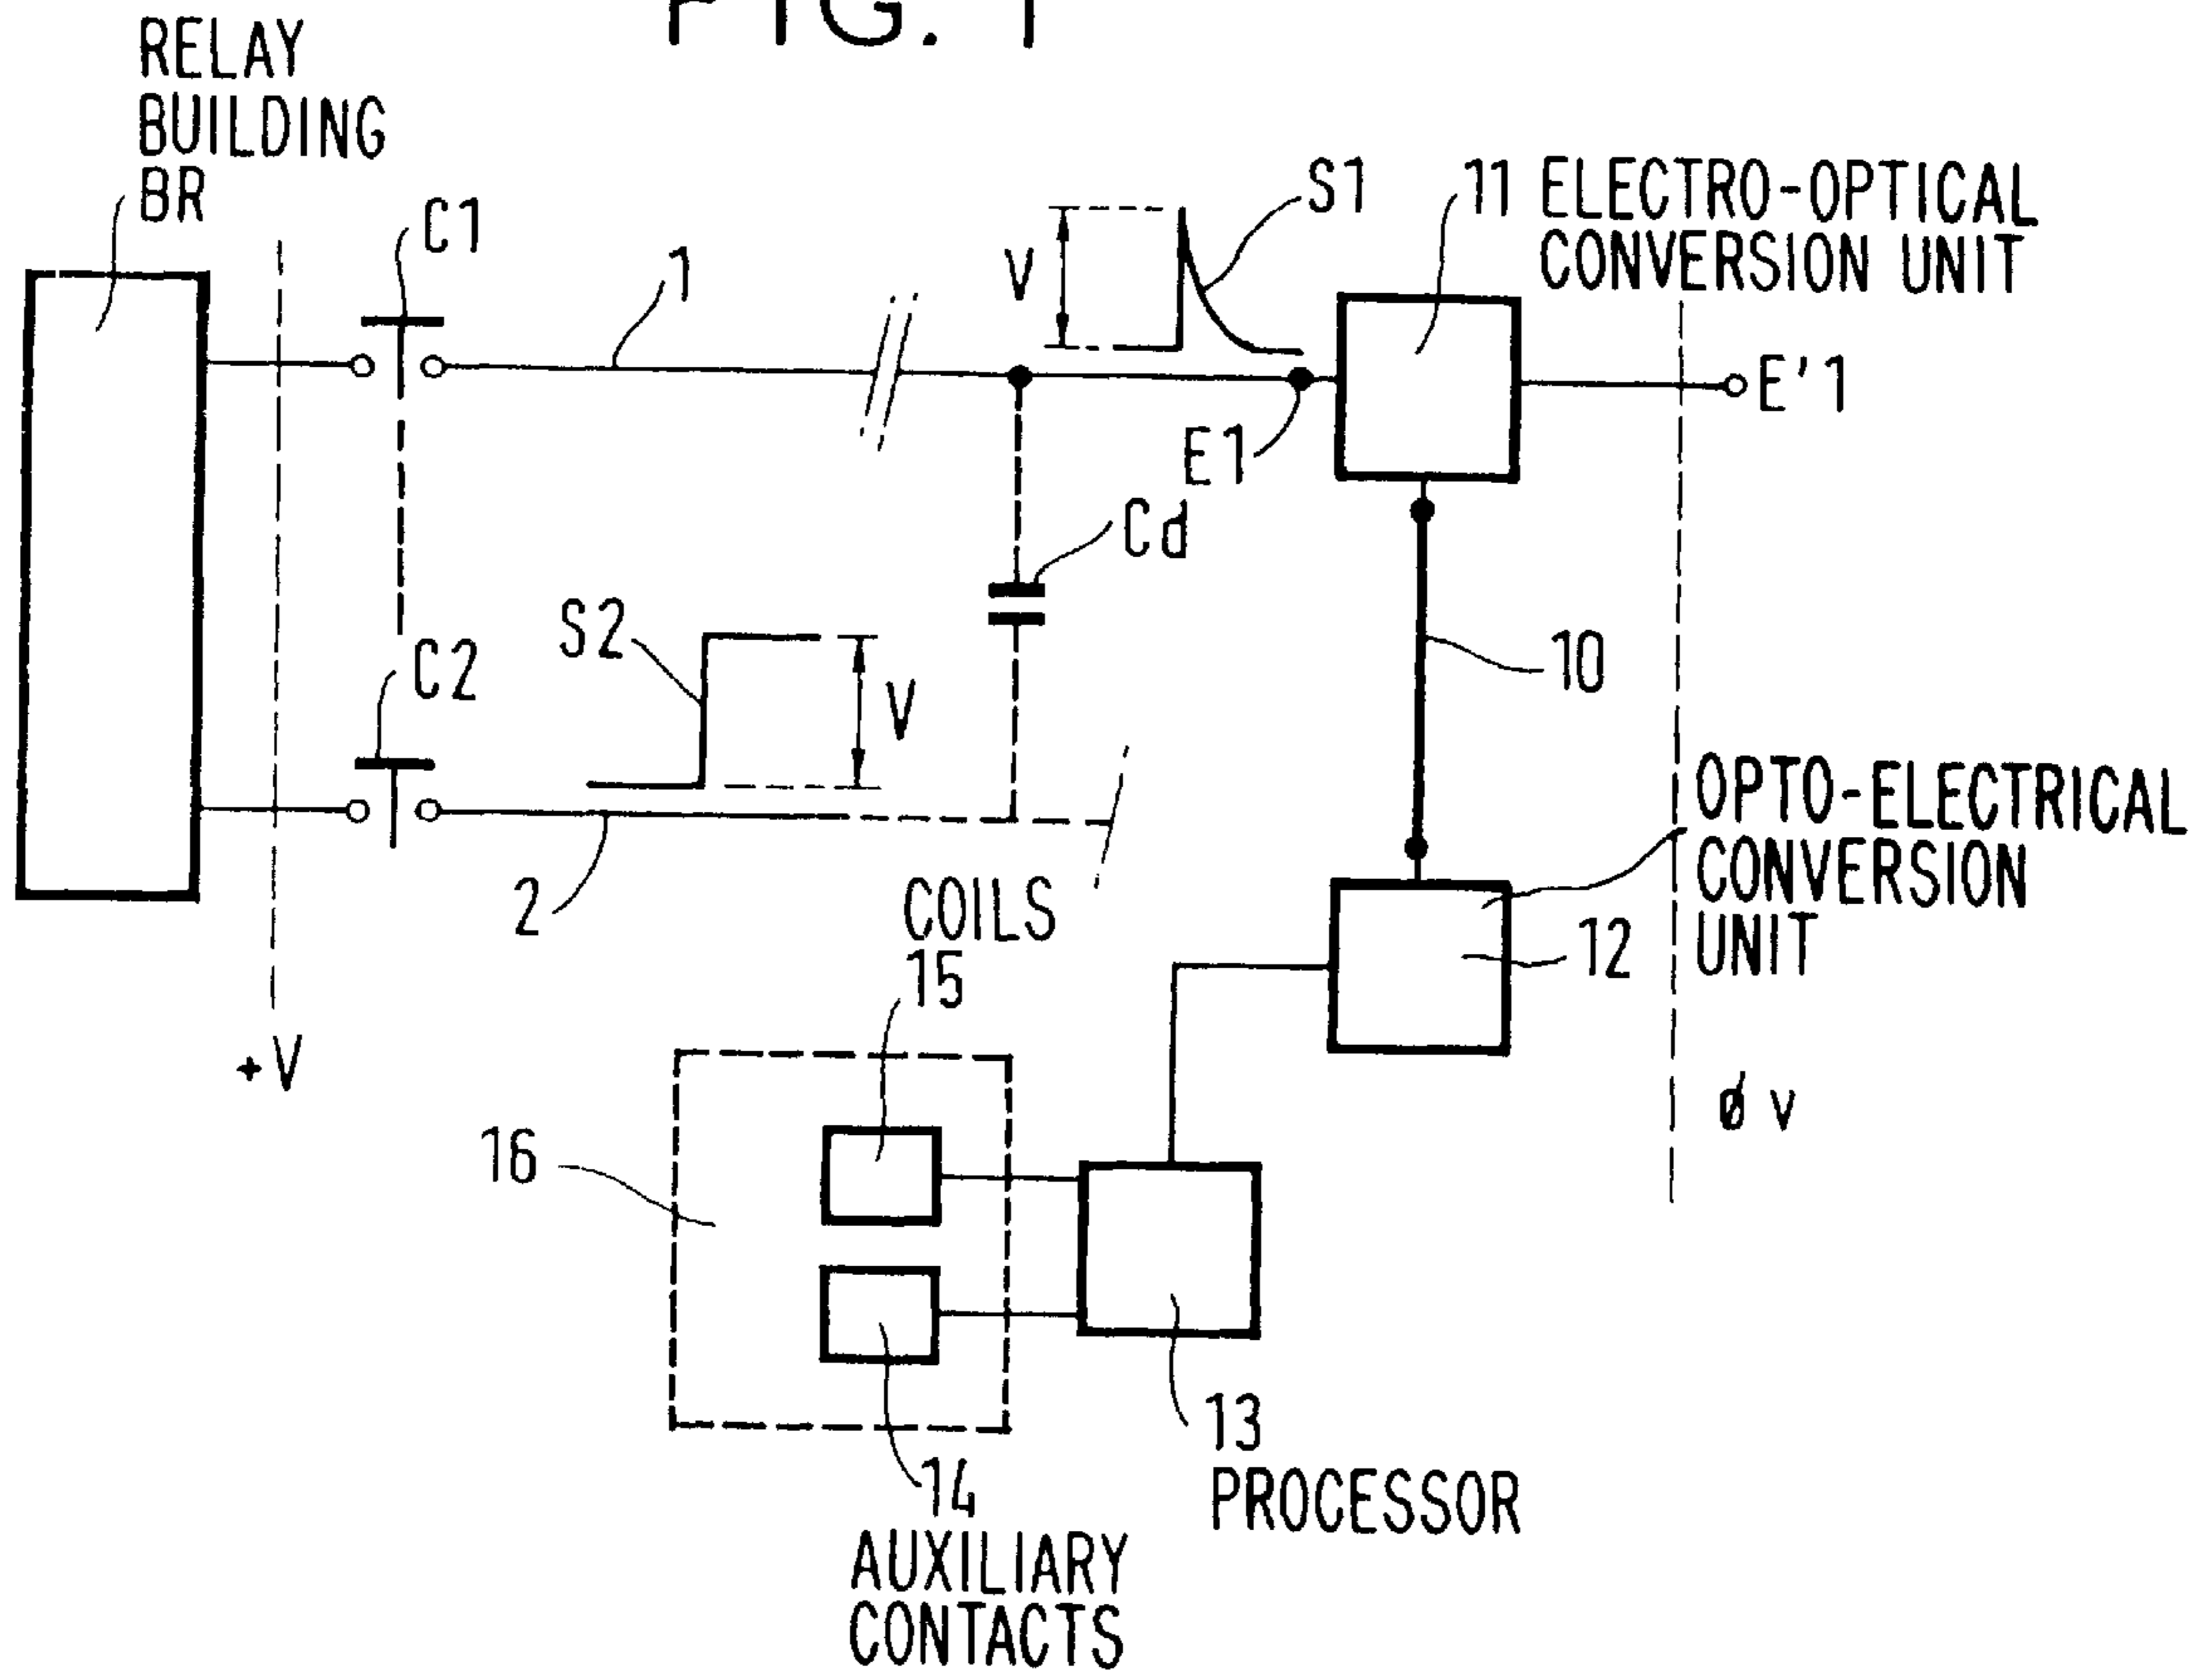 FIG. 1
RELAY
BUILDING
BR
C1
1
V
S1
11 ELECTRO-OPTICAL
CONVERSION UNIT
E'1
E1
Cd
S2
V
C2
10
2
OPTO-ELECTRICAL
CONVERSION
UNIT
12
COILS
15
+V
ø v
16
13
PROCESSOR
14
AUXILIARY
CONTACTS